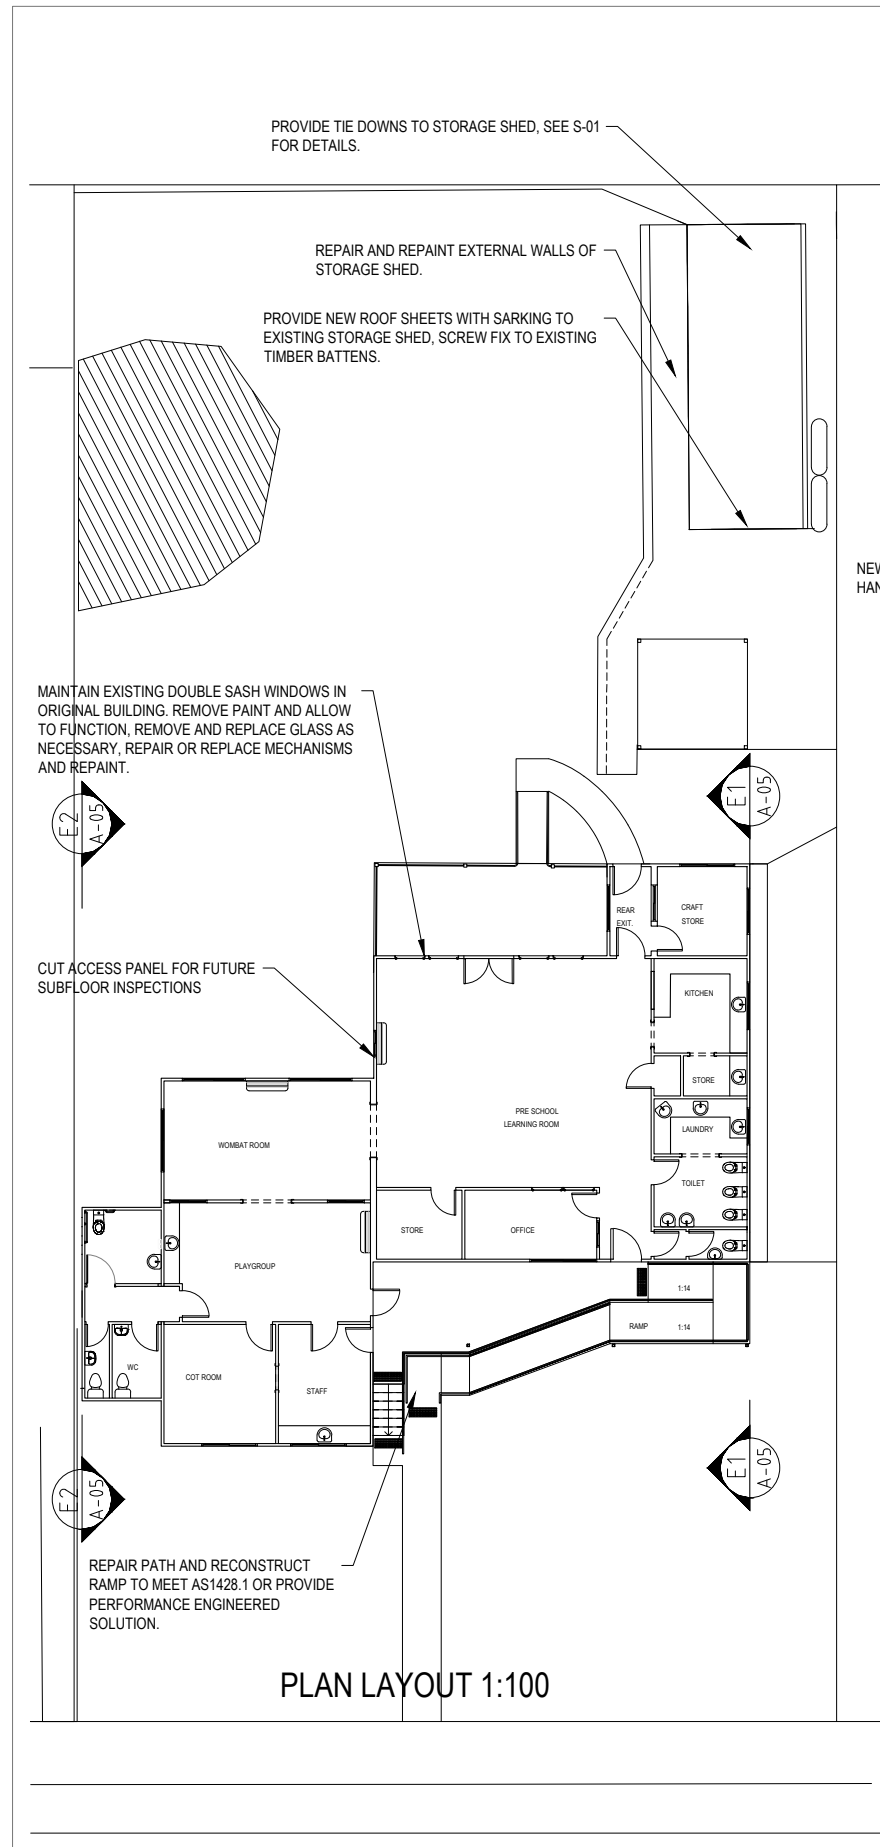 PROVIDE TIE DOWNS TO STORAGE SHED, SEE S-01
FOR DETAILS.
REPAIR AND REPAINT EXTERNAL WALLS OF
STORAGE SHED.
PROVIDE NEW ROOF SHEETS WITH SARKING TO
EXISTING STORAGE SHED, SCREW FIX TO EXISTING
TIMBER BATTENS.
MAINTAIN EXISTING DOUBLE SASH WINDOWS IN
ORIGINAL BUILDING. REMOVE PAINT AND ALLOW
TO FUNCTION, REMOVE AND REPLACE GLASS AS
NECESSARY, REPAIR OR REPLACE MECHANISMS
AND REPAINT.
E2
A-05
E1
A-05
REAR
EXIT.
CRAFT
STORE
CUT ACCESS PANEL FOR FUTURE
SUBFLOOR INSPECTIONS
KITCHEN
STORE
PRE SCHOOL
LEARNING ROOM
LAUNDRY
WOMBAT ROOM
TOILET
STORE
OFFICE
PLAYGROUP
1:14
RAMP
1:14
WC
COT ROOM
STAFF
E2
A-05
E1
A-05
REPAIR PATH AND RECONSTRUCT
RAMP TO MEET AS1428.1 OR PROVIDE
PERFORMANCE ENGINEERED
SOLUTION.
PLAN LAYOUT 1:100